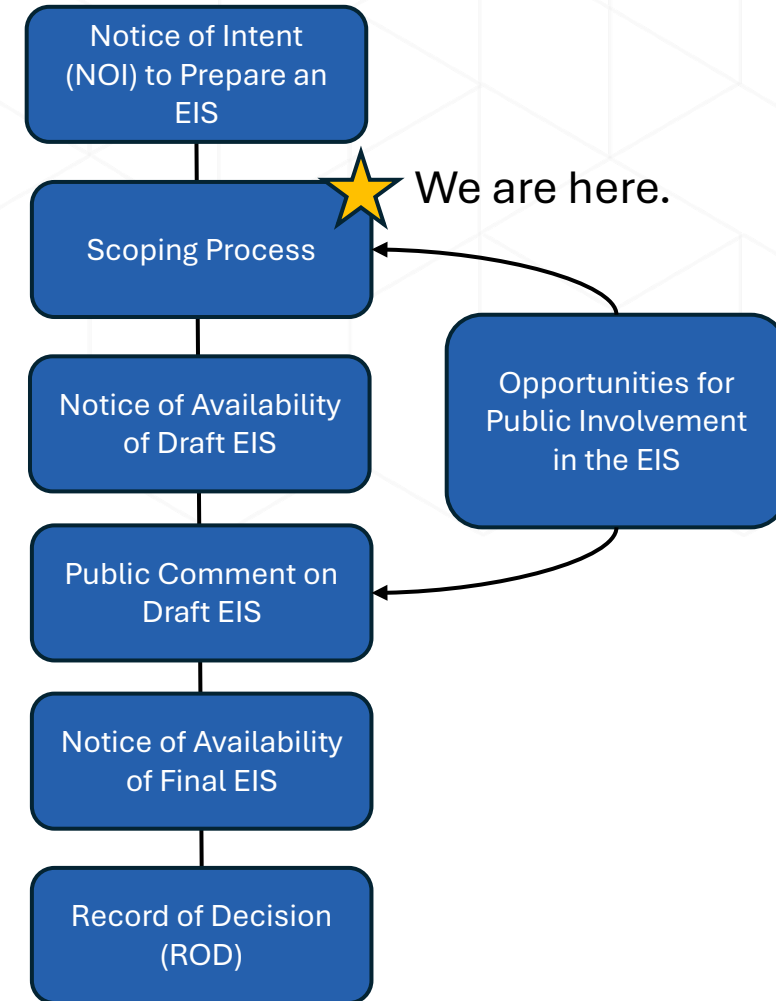 Notice of Intent
(NOI) to Prepare an
EIS
We are here.
Scoping Process
Notice of Availability
of Draft EIS
Opportunities for
Public Involvement
in the EIS
Public Comment on
Draft EIS
Notice of Availability
of Final EIS
Record of Decision
(ROD)